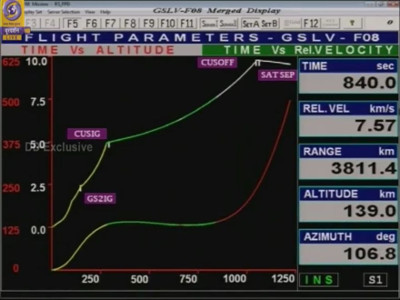 GSLV-F08 Merged Display
F5 F6 F7 F8 F9 F11 F12
FLIGHT PARAMETERS - GSLV - F08
TIME Vs ALTITUDE
TIME Vs Rel.VELOCITY
625 10.0
500 7.5
375 5.0
250 2.5
125 0.0
0
250 500 750 1000 1250
CUSOFF
SAT SEP
CUSIG
GS2IG
DD Exclusive
TIME sec
840.0
REL.VEL km/s
7.57
RANGE km
3811.4
ALTITUDE km
139.0
AZIMUTH deg
106.8
INS S1